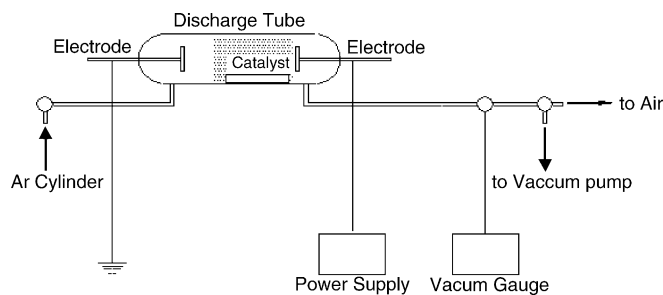 Discharge Tube
Electrode
Electrode
Catalyst
to Air
Ar Cylinder
to Vaccum pump
Power Supply
Vacum Gauge